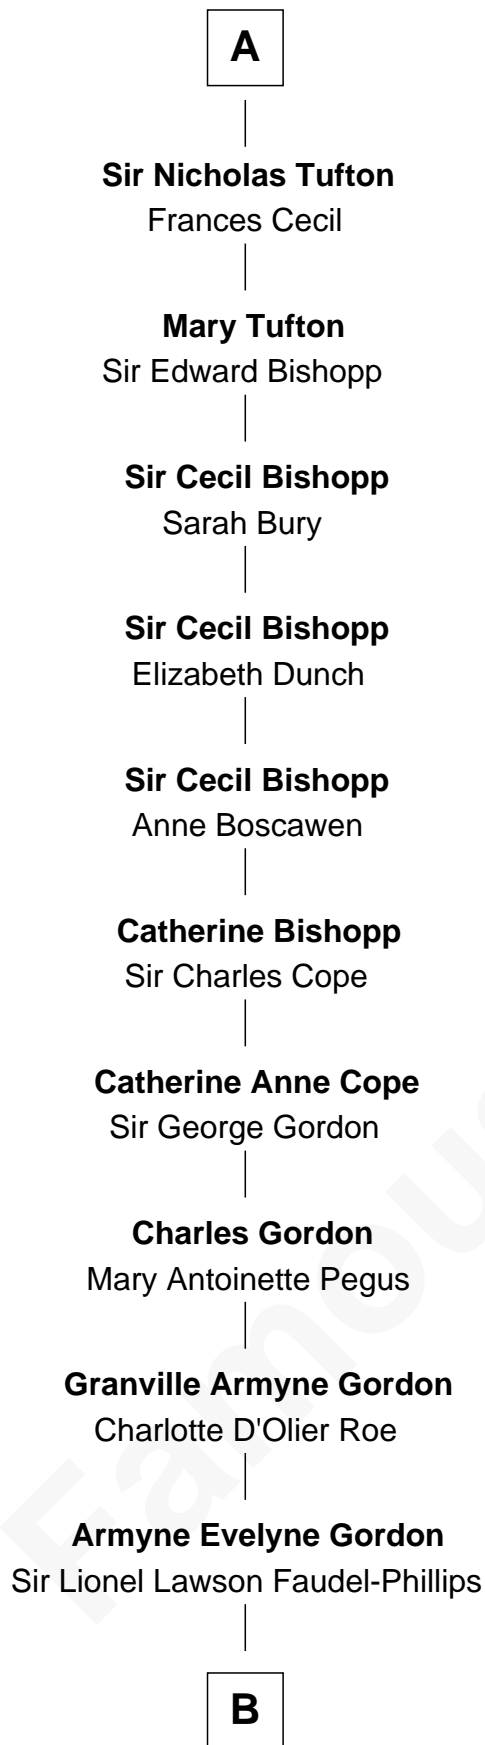 A
Sir Nicholas Tufton
Frances Cecil
Mary Tufton
Sir Edward Bishopp
Sir Cecil Bishopp
Sarah Bury
Sir Cecil Bishopp
Elizabeth Dunch
Sir Cecil Bishopp
Anne Boscawen
Catherine Bishopp
Sir Charles Cope
Catherine Anne Cope
Sir George Gordon
Charles Gordon
Mary Antoinette Pegus
Granville Armyne Gordon
Charlotte D'Olier Roe
Armyne Evelyne Gordon
Sir Lionel Lawson Faudel-Phillips
B
Famou